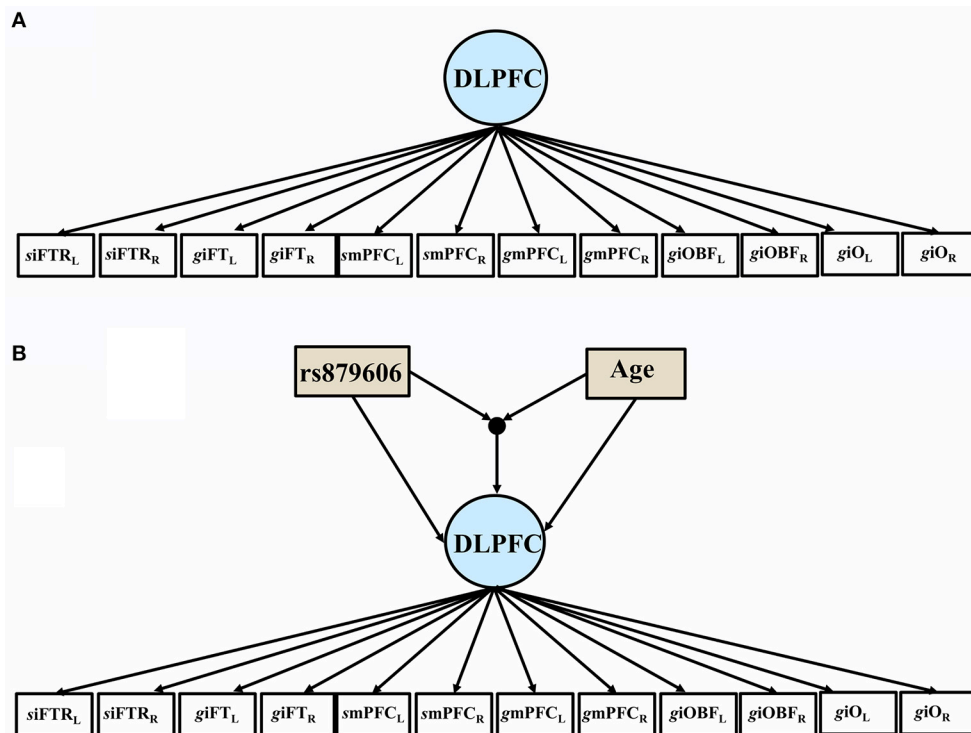 A
DLPFC
siFTRL siFTRR giFTL giFTR smPFCL smPFCR gmPFCL gmPFCR giOBFL giOBFR giOL giOR
B
rs879606 Age
DLPFC
siFTRL siFTRR giFTL giFTR smPFCL smPFCR gmPFCL gmPFCR giOBFL giOBFR giOL giOR